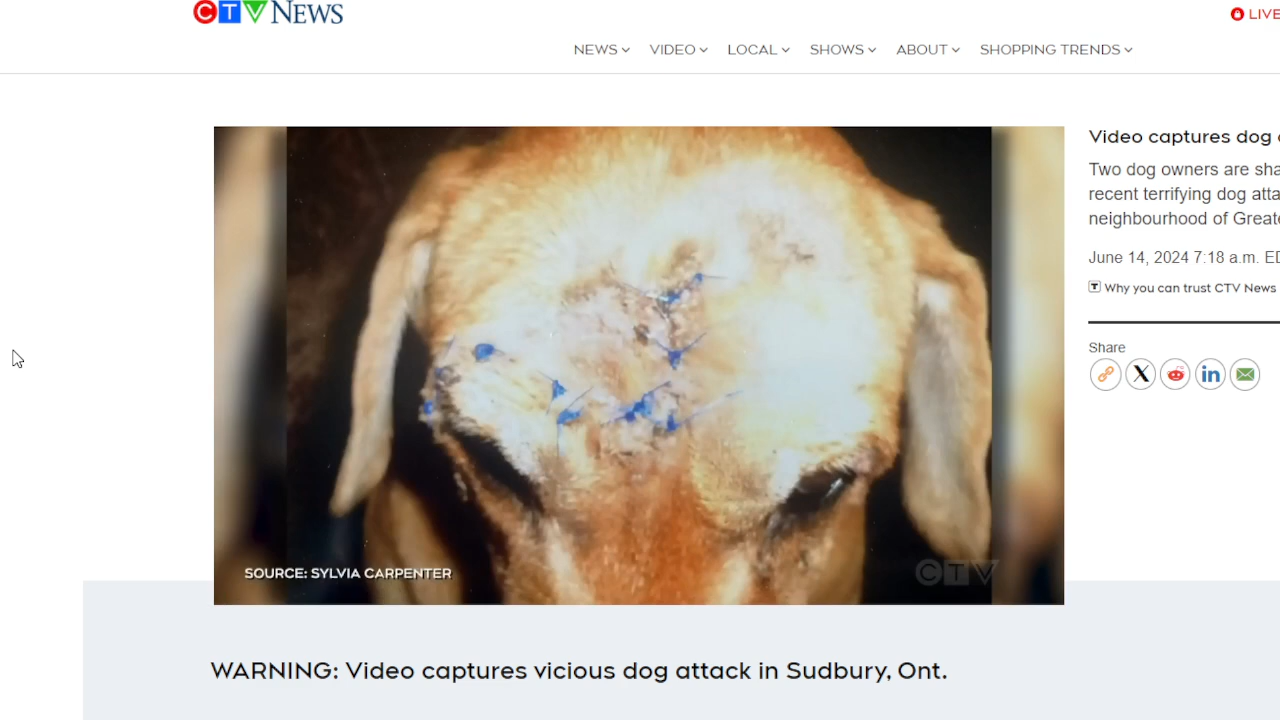 CTV NEWS
LIVE
NEWS
VIDEO
LOCAL
SHOWS
ABOUT
SHOPPING TRENDS
SOURCE: SYLVIA CARPENTER
CTV
Video captures dog
Two dog owners are sha
recent terrifying dog atta
neighbourhood of Greate
June 14, 2024 7:18 a.m. ED
T Why you can trust CTV News
Share
X
in
WARNING: Video captures vicious dog attack in Sudbury, Ont.